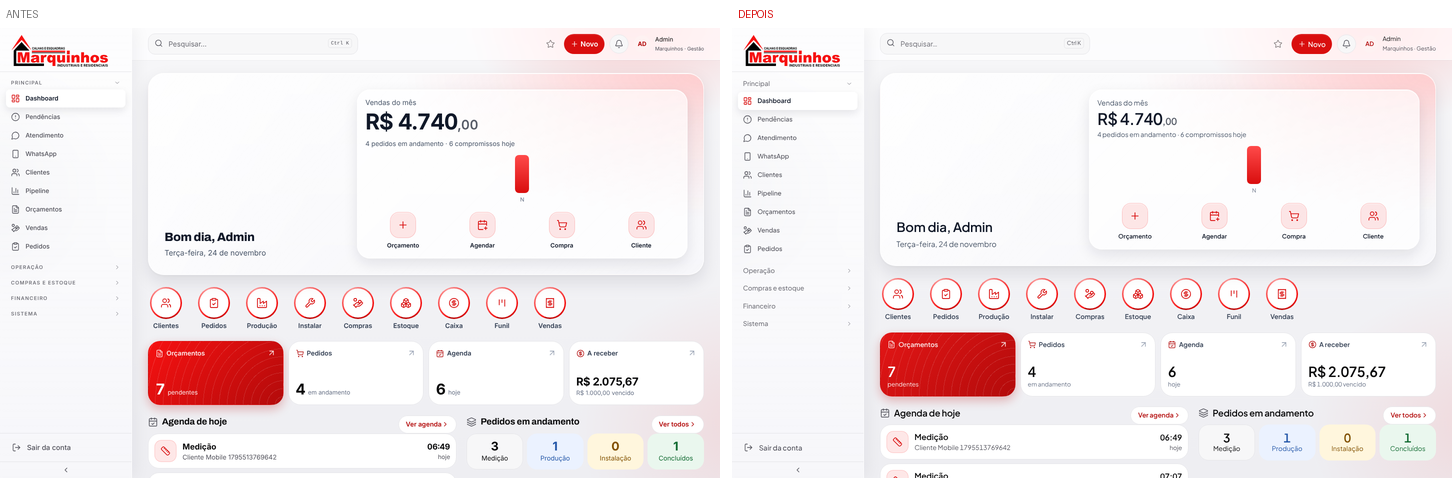 ANTES
CALHAS E ESQUADRIAS
Marquinhos
INDUSTRIAIS E RESIDENCIAIS
Pesquisar...
Ctrl K
+ Novo
AD
Admin
Marquinhos · Gestão
PRINCIPAL
Dashboard
Pendências
Atendimento
WhatsApp
Clientes
Pipeline
Orçamentos
Vendas
Pedidos
OPERAÇÃO
COMPRAS E ESTOQUE
FINANCEIRO
SISTEMA
Sair da conta
Bom dia, Admin
Terça-feira, 24 de novembro
Vendas do mês
R$ 4.740,00
4 pedidos em andamento · 6 compromissos hoje
N
Orçamento
Agendar
Compra
Cliente
Clientes
Pedidos
Produção
Instalar
Compras
Estoque
Caixa
Funil
Vendas
Orçamentos
7 pendentes
Pedidos
4 em andamento
Agenda
6 hoje
A receber
R$ 2.075,67
R$ 1.000,00 vencido
Agenda de hoje
Ver agenda
Medição
06:49
Cliente Mobile 1795513769642
hoje
Pedidos em andamento
Ver todos
3
Medição
1
Produção
0
Instalação
1
Concluídos
DEPOIS
CALHAS E ESQUADRIAS
Marquinhos
INDUSTRIAIS E RESIDENCIAIS
Pesquisar...
CtrlK
+ Novo
AD
Admin
Marquinhos · Gestão
Principal
Dashboard
Pendências
Atendimento
WhatsApp
Clientes
Pipeline
Orçamentos
Vendas
Pedidos
Operação
Compras e estoque
Financeiro
Sistema
Sair da conta
Bom dia, Admin
Terça-feira, 24 de novembro
Vendas do mês
R$ 4.740,00
4 pedidos em andamento · 6 compromissos hoje
N
Orçamento
Agendar
Compra
Cliente
Clientes
Pedidos
Produção
Instalar
Compras
Estoque
Caixa
Funil
Vendas
Orçamentos
7
pendentes
Pedidos
4
em andamento
Agenda
6
hoje
A receber
R$ 2.075,67
R$ 1.000,00 vencido
Agenda de hoje
Ver agenda
Medição
06:49
Cliente Mobile 1795513769642
hoje
Medição
07:07
Pedidos em andamento
Ver todos
3
Medição
1
Produção
0
Instalação
1
Concluídos